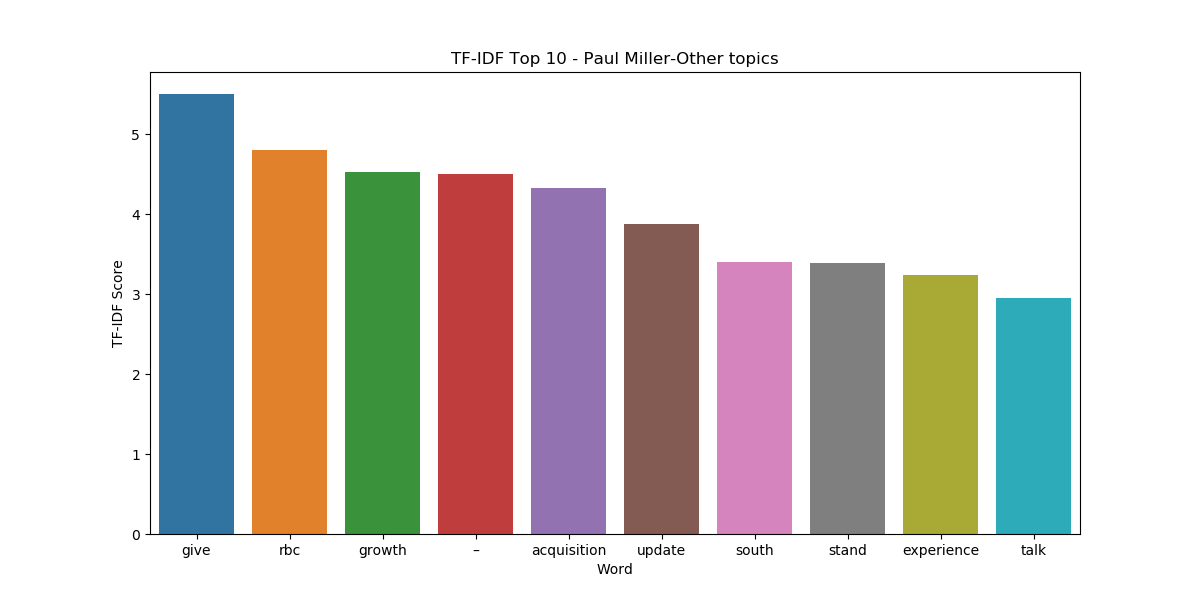 TF-IDF Top 10 - Paul Miller-Other topics
TF-IDF Score
5
4
3
2
1
0
give rbc growth – acquisition update south stand experience talk
Word